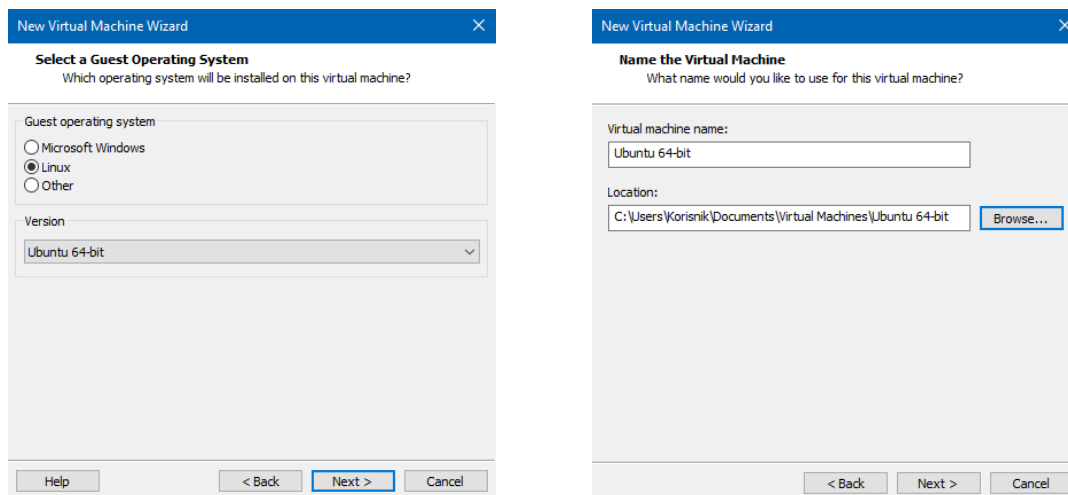 New Virtual Machine Wizard
Select a Guest Operating System
Which operating system will be installed on this virtual machine?
Guest operating system
Microsoft Windows
Linux
Other
Version
Ubuntu 64-bit
Help
< Back
Next >
Cancel
New Virtual Machine Wizard
Name the Virtual Machine
What name would you like to use for this virtual machine?
Virtual machine name:
Ubuntu 64-bit
Location:
C:\Users\Korisnik\Documents\Virtual Machines\Ubuntu 64-bit
Browse...
< Back
Next >
Cancel